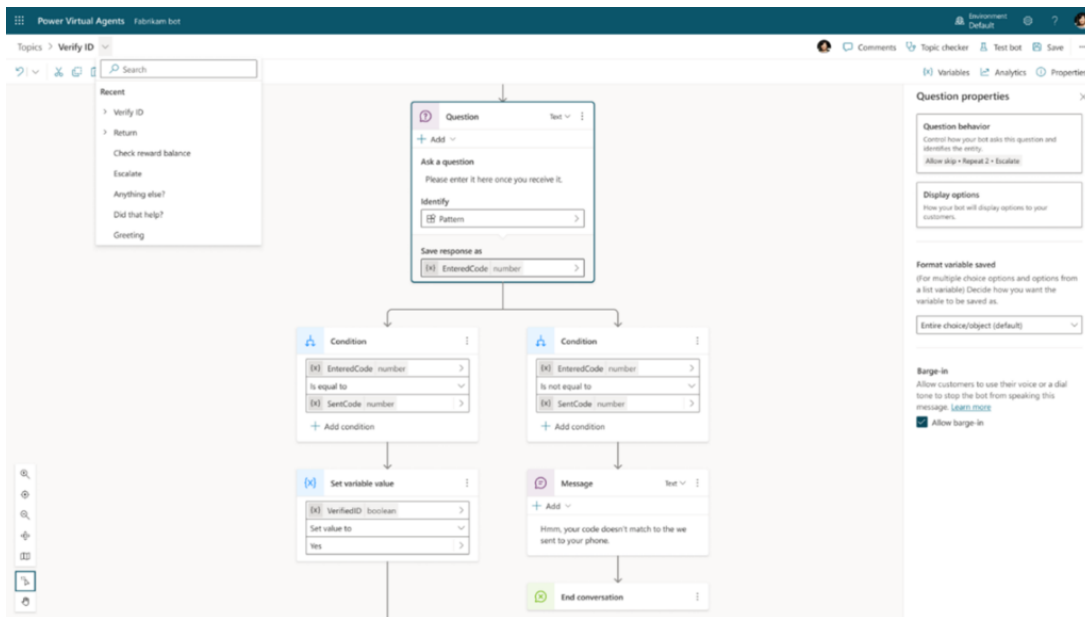 Power Virtual Agents Fabrikam bot
Environment
Default
?
Topics > Verify ID
Comments Topic checker Test bot Save ...
Search
(x) Variables Analytics Properties
Recent
Verify ID
Return
Check reward balance
Escalate
Anything else?
Did that help?
Greeting
Question Text
+ Add
Ask a question
Please enter it here once you receive it.
Identify
Pattern
Save response as
{x} EnteredCode number
Condition
{x} EnteredCode number
Is equal to
{x} SentCode number
+ Add condition
Condition
{x} EnteredCode number
Is not equal to
{x} SentCode number
+ Add condition
{x} Set variable value
{x} VerifiedID boolean
Set value to
Yes
Message Text
+ Add
Hmm, your code doesn't match to the we
sent to your phone.
End conversation
Question properties
Question behavior
Control how your bot asks this question and
identifies the entity.
Allow skip • Repeat 2 • Escalate
Display options
How your bot will display options to your
customers.
Format variable saved
(For multiple choice options and options from
a list variable) Decide how you want the
variable to be saved as.
Entire choice/object (default)
Barge-in
Allow customers to use their voice or a dial
tone to stop the bot from speaking this
message. Learn more
Allow barge-in